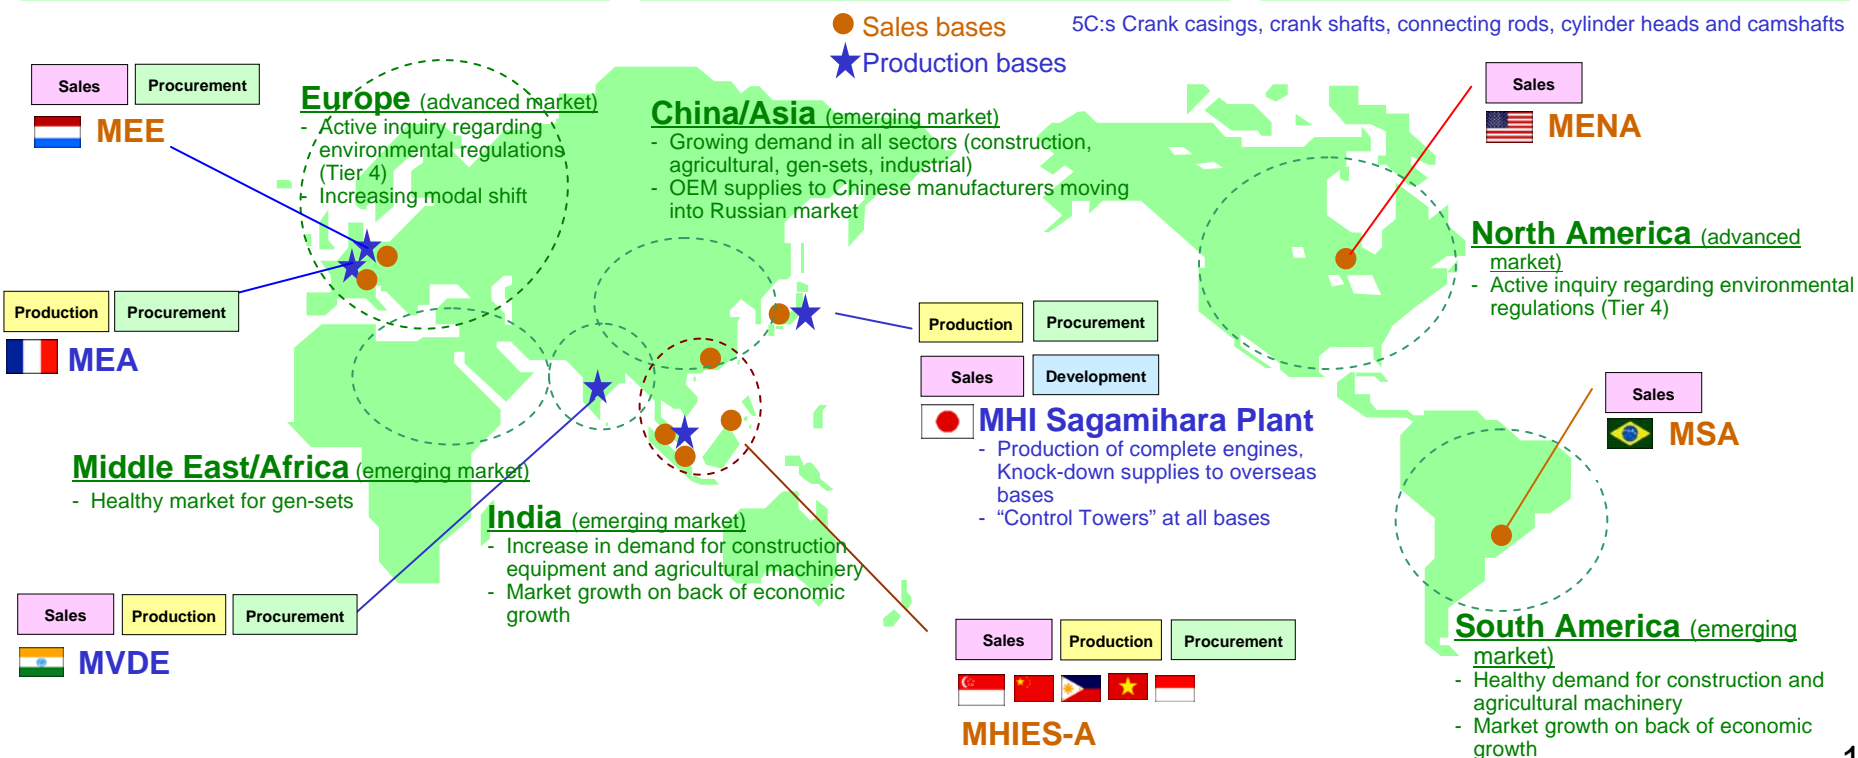 Sales bases
Production bases
5C:s Crank casings, crank shafts, connecting rods, cylinder heads and camshafts
Sales
Procurement
MEE
Europe (advanced market)
- Active inquiry regarding
environmental regulations
(Tier 4)
- Increasing modal shift
China/Asia (emerging market)
- Growing demand in all sectors (construction,
agricultural, gen-sets, industrial)
- OEM supplies to Chinese manufacturers moving
into Russian market
Sales
MENA
North America (advanced
market)
- Active inquiry regarding environmental
regulations (Tier 4)
Production
Procurement
MEA
Production
Procurement
Sales
Development
MHI Sagamihara Plant
- Production of complete engines,
Knock-down supplies to overseas
bases
- “Control Towers” at all bases
Sales
MSA
Middle East/Africa (emerging market)
- Healthy market for gen-sets
India (emerging market)
- Increase in demand for construction
equipment and agricultural machinery
- Market growth on back of economic
growth
Sales
Production
Procurement
MVDE
Sales
Production
Procurement
MHIES-A
South America (emerging
market)
- Healthy demand for construction and
agricultural machinery
- Market growth on back of economic
growth